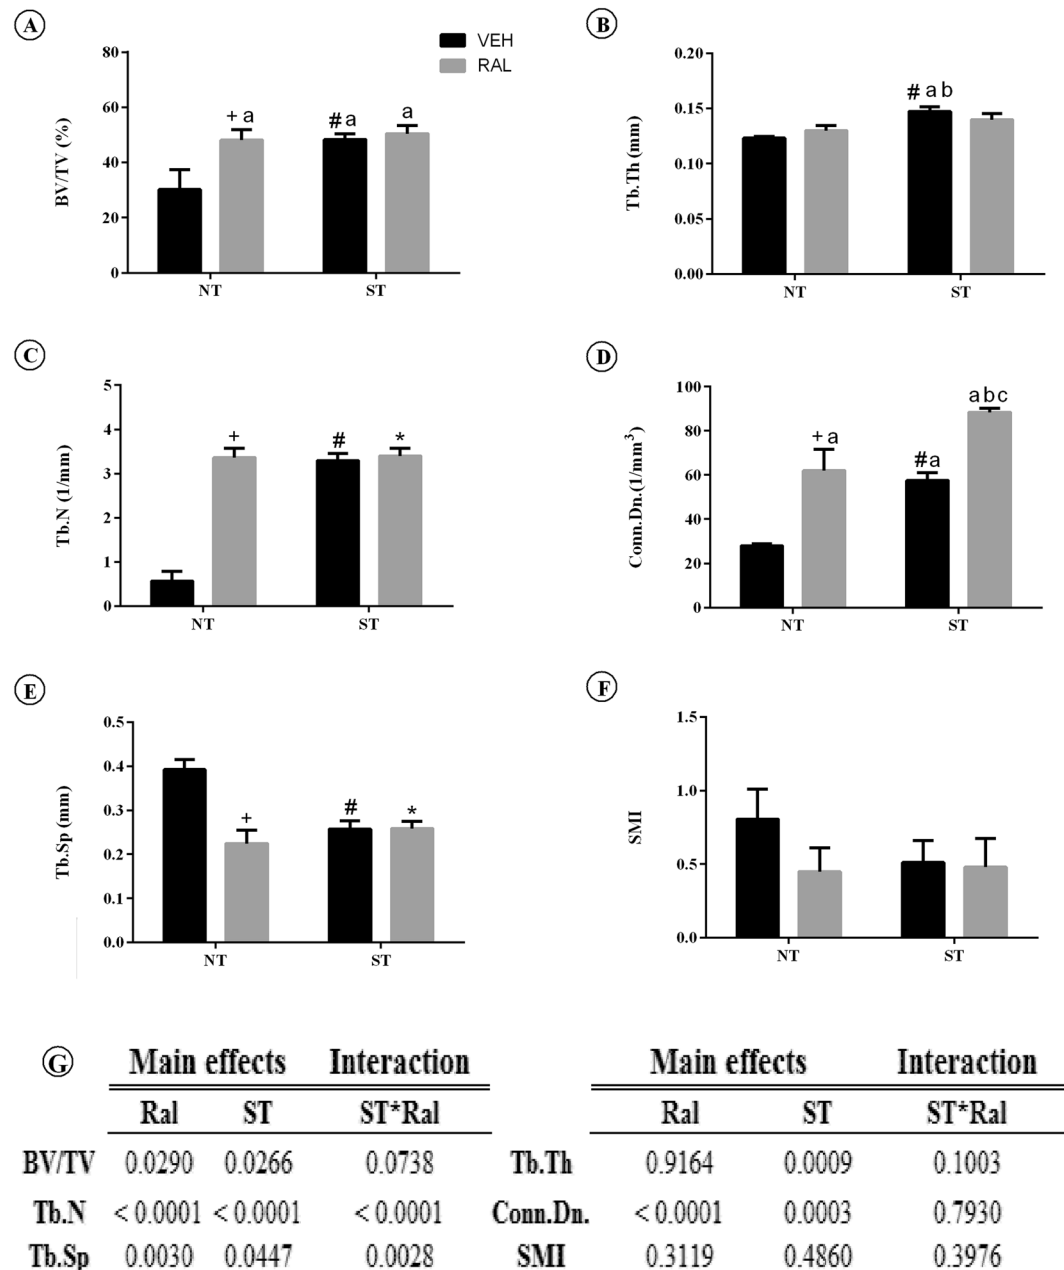 A
VEH
RAL
80
60
40
20
0
BV/TV (%)
+ a
#a
a
NT
ST
B
0.20
0.15
0.10
0.05
0.00
Tb.Th (mm)
# a b
NT
ST
C
5
4
3
2
1
0
Tb.N (1/mm)
+
#
*
NT
ST
D
100
80
60
40
20
0
Conn.Dn.(1/mm³)
+ a
#a
abc
NT
ST
E
0.5
0.4
0.3
0.2
0.1
0.0
Tb.Sp (mm)
+
#
*
NT
ST
F
1.5
1.0
0.5
0.0
SMI
NT
ST
G
Main effects Interaction Main effects Interaction
Ral ST ST*Ral Ral ST ST*Ral
BV/TV 0.0290 0.0266 0.0738 Tb.Th 0.9164 0.0009 0.1003
Tb.N < 0.0001 < 0.0001 < 0.0001 Conn.Dn. < 0.0001 0.0003 0.7930
Tb.Sp 0.0030 0.0447 0.0028 SMI 0.3119 0.4860 0.3976